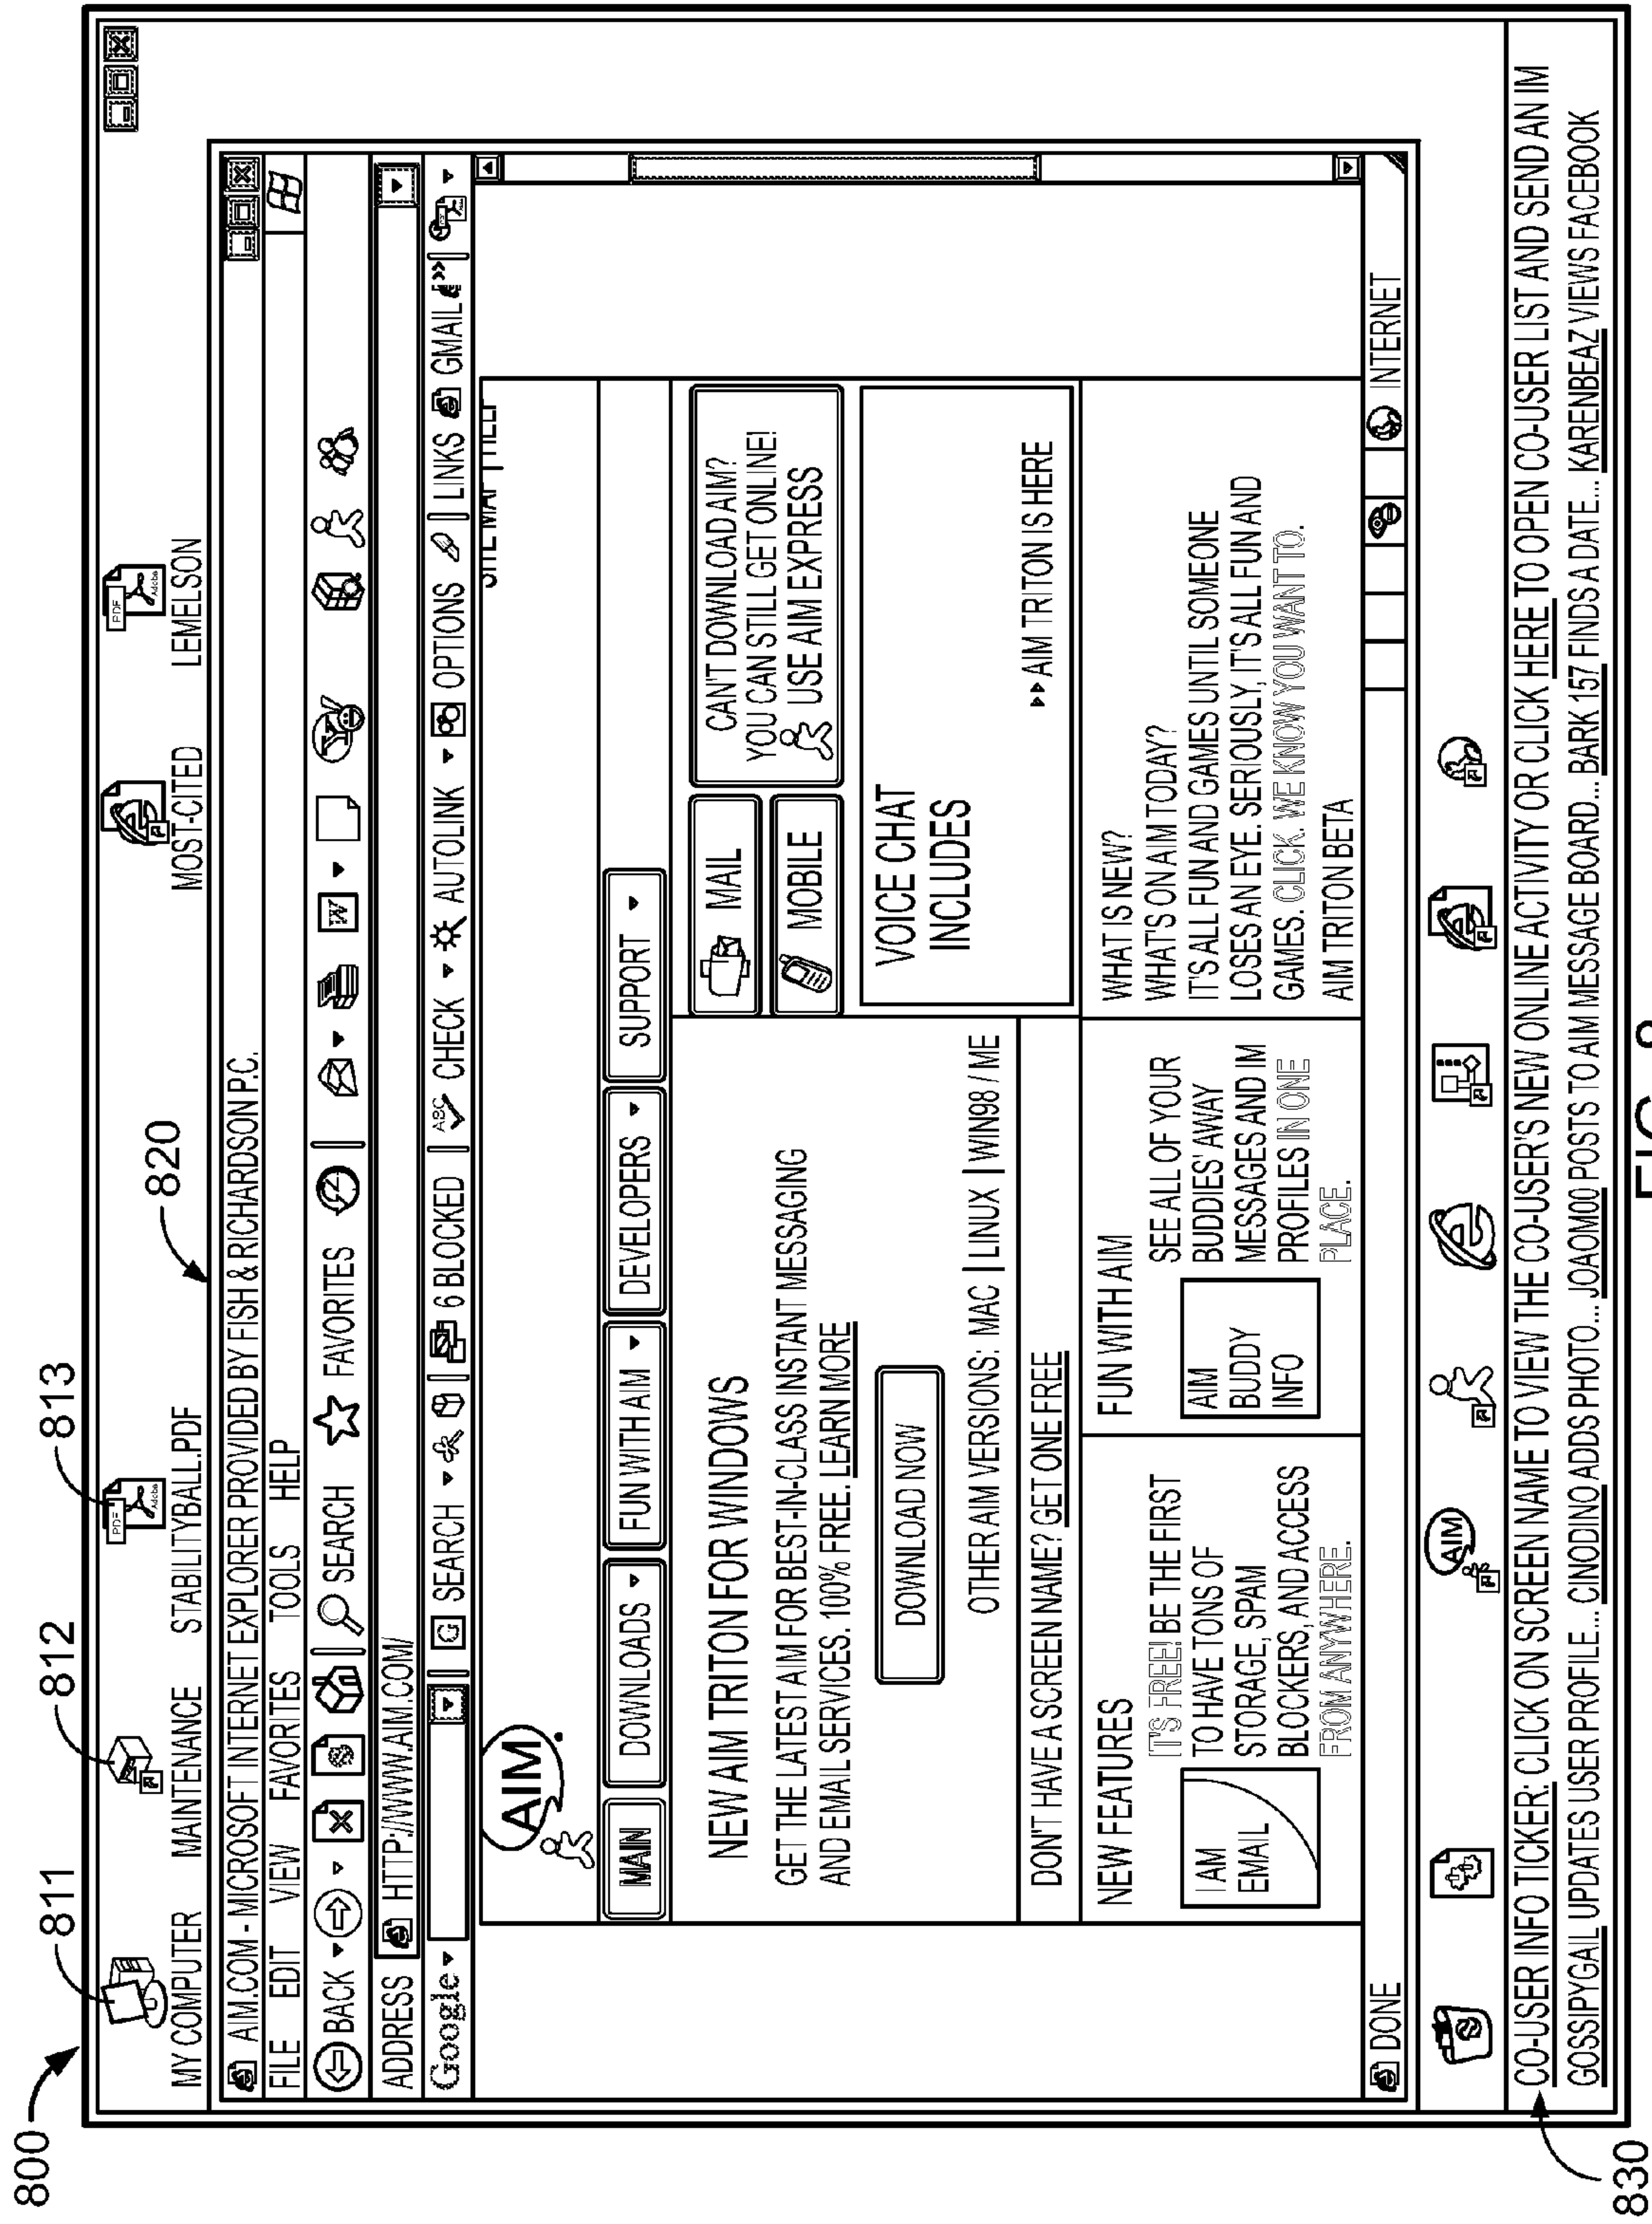 800
811
812
813
820
MY COMPUTER
MAINTENANCE
STABILITYBALL.PDF
MOST-CITED
LEMELSON
PDF
Adobe
PDF
Adobe
AIM.COM - MICROSOFT INTERNET EXPLORER PROVIDED BY FISH & RICHARDSON P.C.
FILE EDIT VIEW FAVORITES TOOLS HELP
BACK SEARCH FAVORITES W Y
ADDRESS HTTP://WWW.AIM.COM/
Google G SEARCH 6 BLOCKED ABC CHECK AUTOLINK OPTIONS LINKS GMAIL »
SITE MAP | HELP
AIM
MAIN DOWNLOADS FUN WITH AIM DEVELOPERS SUPPORT
NEW AIM TRITON FOR WINDOWS
GET THE LATEST AIM FOR BEST-IN-CLASS INSTANT MESSAGING
AND EMAIL SERVICES. 100% FREE. LEARN MORE
DOWNLOAD NOW
OTHER AIM VERSIONS: MAC | LINUX | WIN98 / ME
DON'T HAVE A SCREEN NAME? GET ONE FREE
MAIL
MOBILE
CAN'T DOWNLOAD AIM?
YOU CAN STILL GET ONLINE!
USE AIM EXPRESS
VOICE CHAT
INCLUDES
AIM TRITON IS HERE
NEW FEATURES
I AM
EMAIL
IT'S FREE! BE THE FIRST
TO HAVE TONS OF
STORAGE, SPAM
BLOCKERS, AND ACCESS
FROM ANYWHERE.
FUN WITH AIM
AIM
BUDDY
INFO
SEE ALL OF YOUR
BUDDIES' AWAY
MESSAGES AND IM
PROFILES IN ONE
PLACE.
WHAT IS NEW?
WHAT'S ON AIM TODAY?
IT'S ALL FUN AND GAMES UNTIL SOMEONE
LOSES AN EYE. SERIOUSLY, IT'S ALL FUN AND
GAMES. CLICK. WE KNOW YOU WANT TO.
AIM TRITON BETA
DONE
INTERNET
AIM
CO-USER INFO TICKER: CLICK ON SCREEN NAME TO VIEW THE CO-USER'S NEW ONLINE ACTIVITY OR CLICK HERE TO OPEN CO-USER LIST AND SEND AN IM
GOSSIPYGAIL UPDATES USER PROFILE... CINODINO ADDS PHOTO... JOAOM00 POSTS TO AIM MESSAGE BOARD... BARK 157 FINDS A DATE... KARENBEAZ VIEWS FACEBOOK
830
FIG. 8